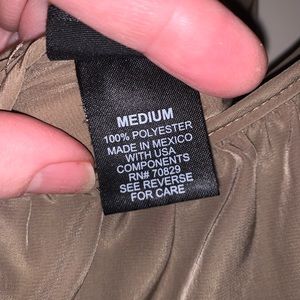 MEDIUM
100% POLYESTER
MADE IN MEXICO
WITH USA
COMPONENTS
RN# 70829
SEE REVERSE
FOR CARE